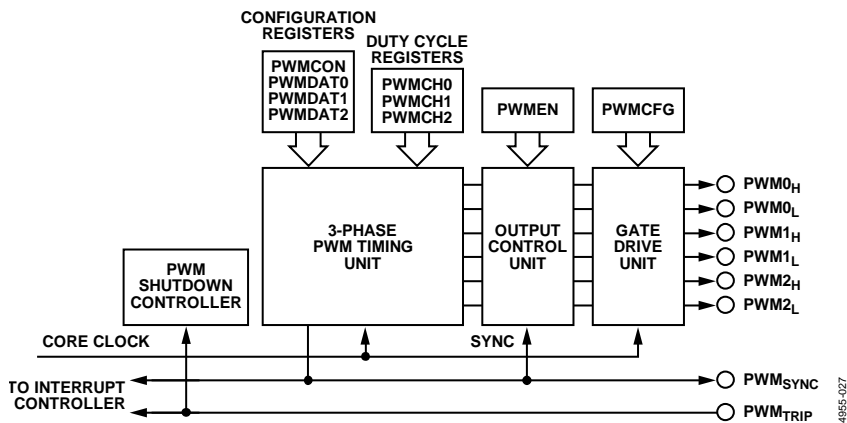 CONFIGURATION
REGISTERS
DUTY CYCLE
REGISTERS
PWMCON
PWMDAT0
PWMDAT1
PWMDAT2
PWMCH0
PWMCH1
PWMCH2
PWMEN
PWMCFG
3-PHASE
PWM TIMING
UNIT
OUTPUT
CONTROL
UNIT
GATE
DRIVE
UNIT
PWM0H
PWM0L
PWM1H
PWM1L
PWM2H
PWM2L
PWM
SHUTDOWN
CONTROLLER
CORE CLOCK
SYNC
TO INTERRUPT
CONTROLLER
PWMSYNC
PWMTRIP
4955-027